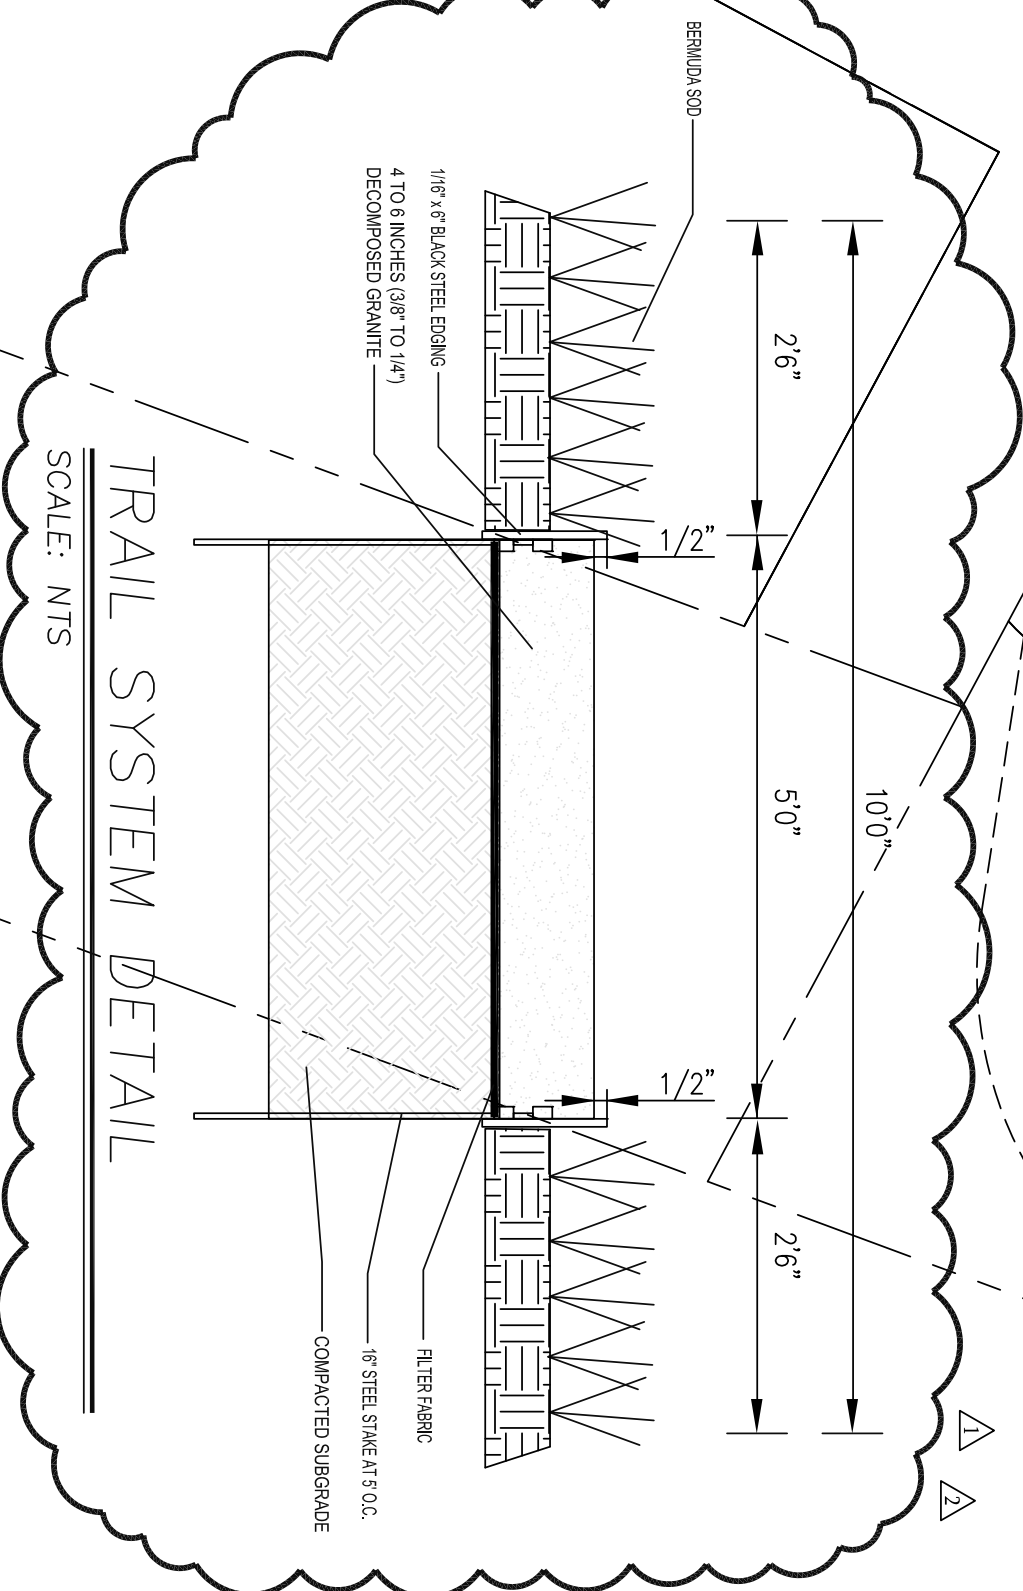 10'0"
2'6"
5'0"
2'6"
1/2"
1/2"
BERMUDA SOD
1/16" x 6" BLACK STEEL EDGING
4 TO 6 INCHES (3/8" TO 1/4")
DECOMPOSED GRANITE
FILTER FABRIC
16" STEEL STAKE AT 5' O.C.
COMPACTED SUBGRADE
TRAIL SYSTEM DETAIL
SCALE: NTS
1
2